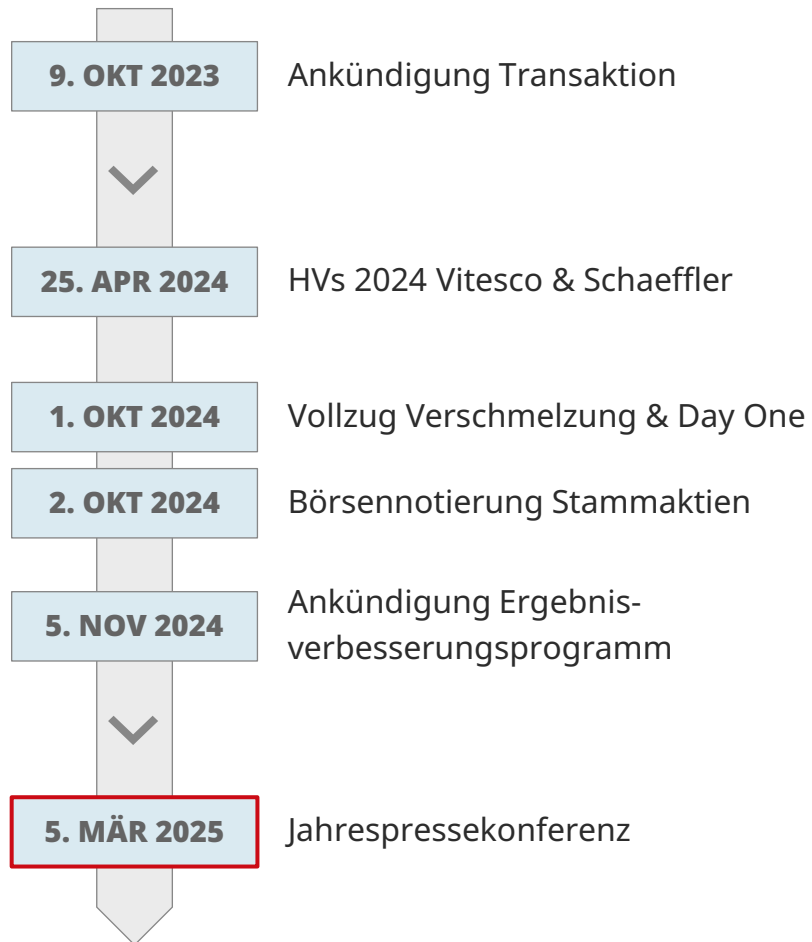 9. OKT 2023 Ankündigung Transaktion
25. APR 2024 HVs 2024 Vitesco & Schaeffler
1. OKT 2024 Vollzug Verschmelzung & Day One
2. OKT 2024 Börsennotierung Stammaktien
5. NOV 2024 Ankündigung Ergebnis-
verbesserungsprogramm
5. MÄR 2025 Jahrespressekonferenz